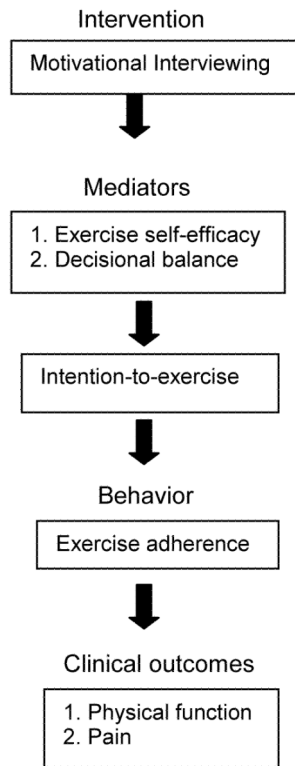 Intervention
Motivational Interviewing
Mediators
1. Exercise self-efficacy
2. Decisional balance
Intention-to-exercise
Behavior
Exercise adherence
Clinical outcomes
1. Physical function
2. Pain